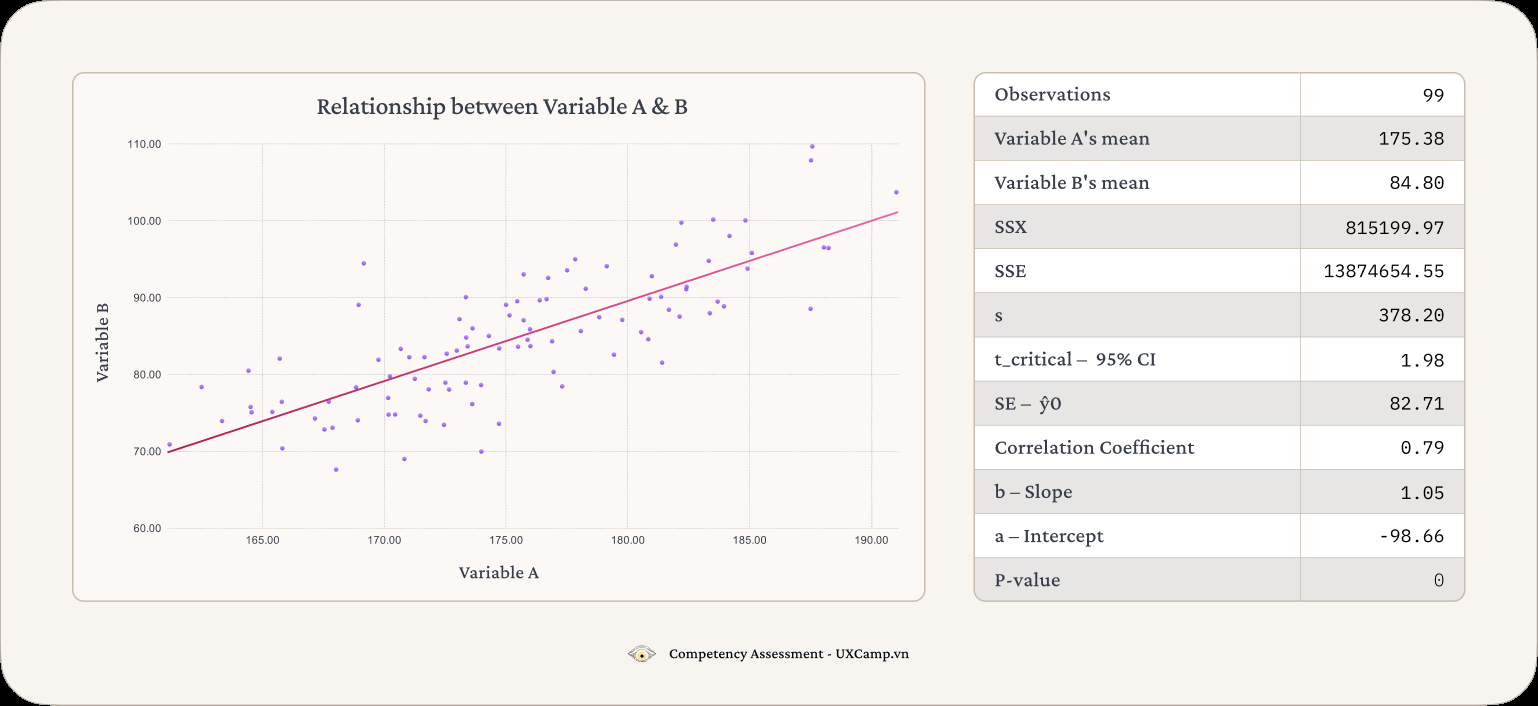 Relationship between Variable A & B
110.00
100.00
90.00
80.00
70.00
60.00
Variable B
165.00 170.00 175.00 180.00 185.00 190.00
Variable A
Observations 99
Variable A's mean 175.38
Variable B's mean 84.80
SSX 815199.97
SSE 13874654.55
s 378.20
t_critical – 95% CI 1.98
SE – ŷ0 82.71
Correlation Coefficient 0.79
b – Slope 1.05
a – Intercept -98.66
P-value 0
Competency Assessment - UXCamp.vn